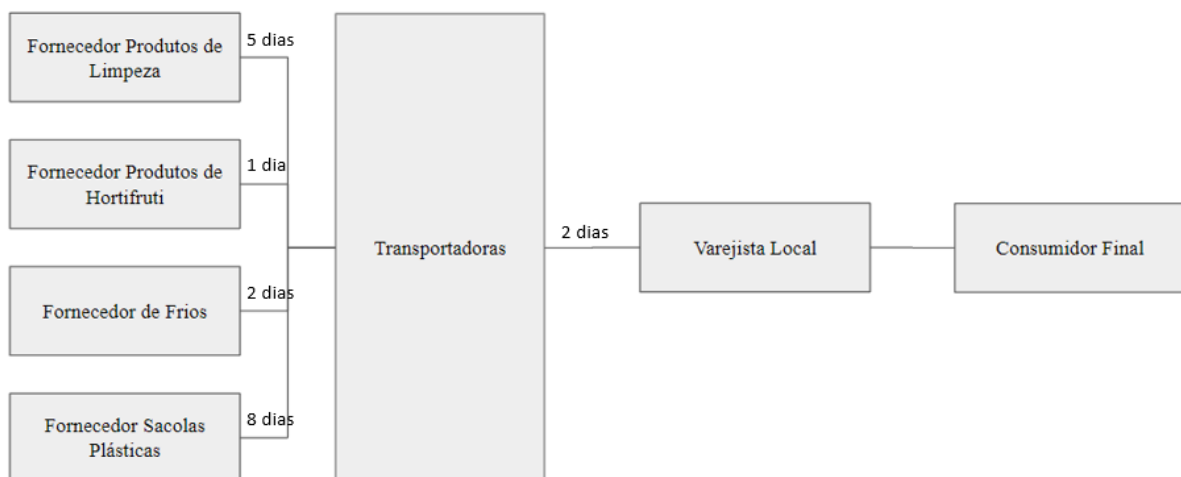 Fornecedor Produtos de
Limpeza
5 dias
Fornecedor Produtos de
Hortifruti
1 dia
Fornecedor de Frios
2 dias
Fornecedor Sacolas
Plásticas
8 dias
Transportadoras
2 dias
Varejista Local
Consumidor Final